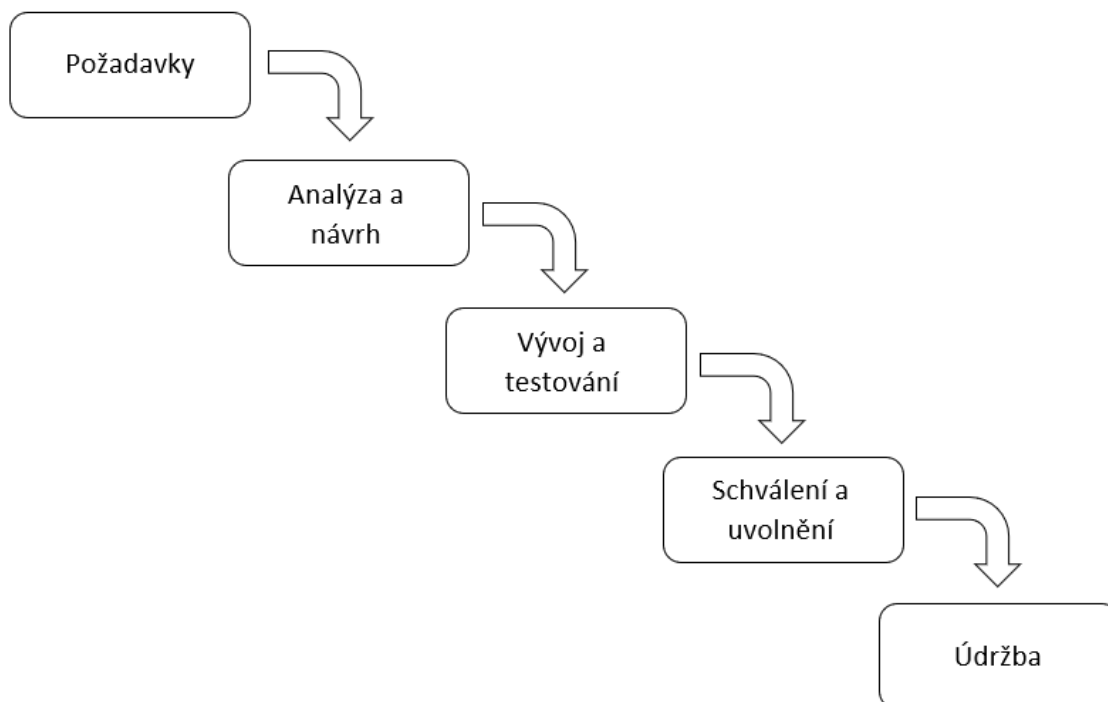 Požadavky
Analýza a
návrh
Vývoj a
testování
Schválení a
uvolnění
Údržba